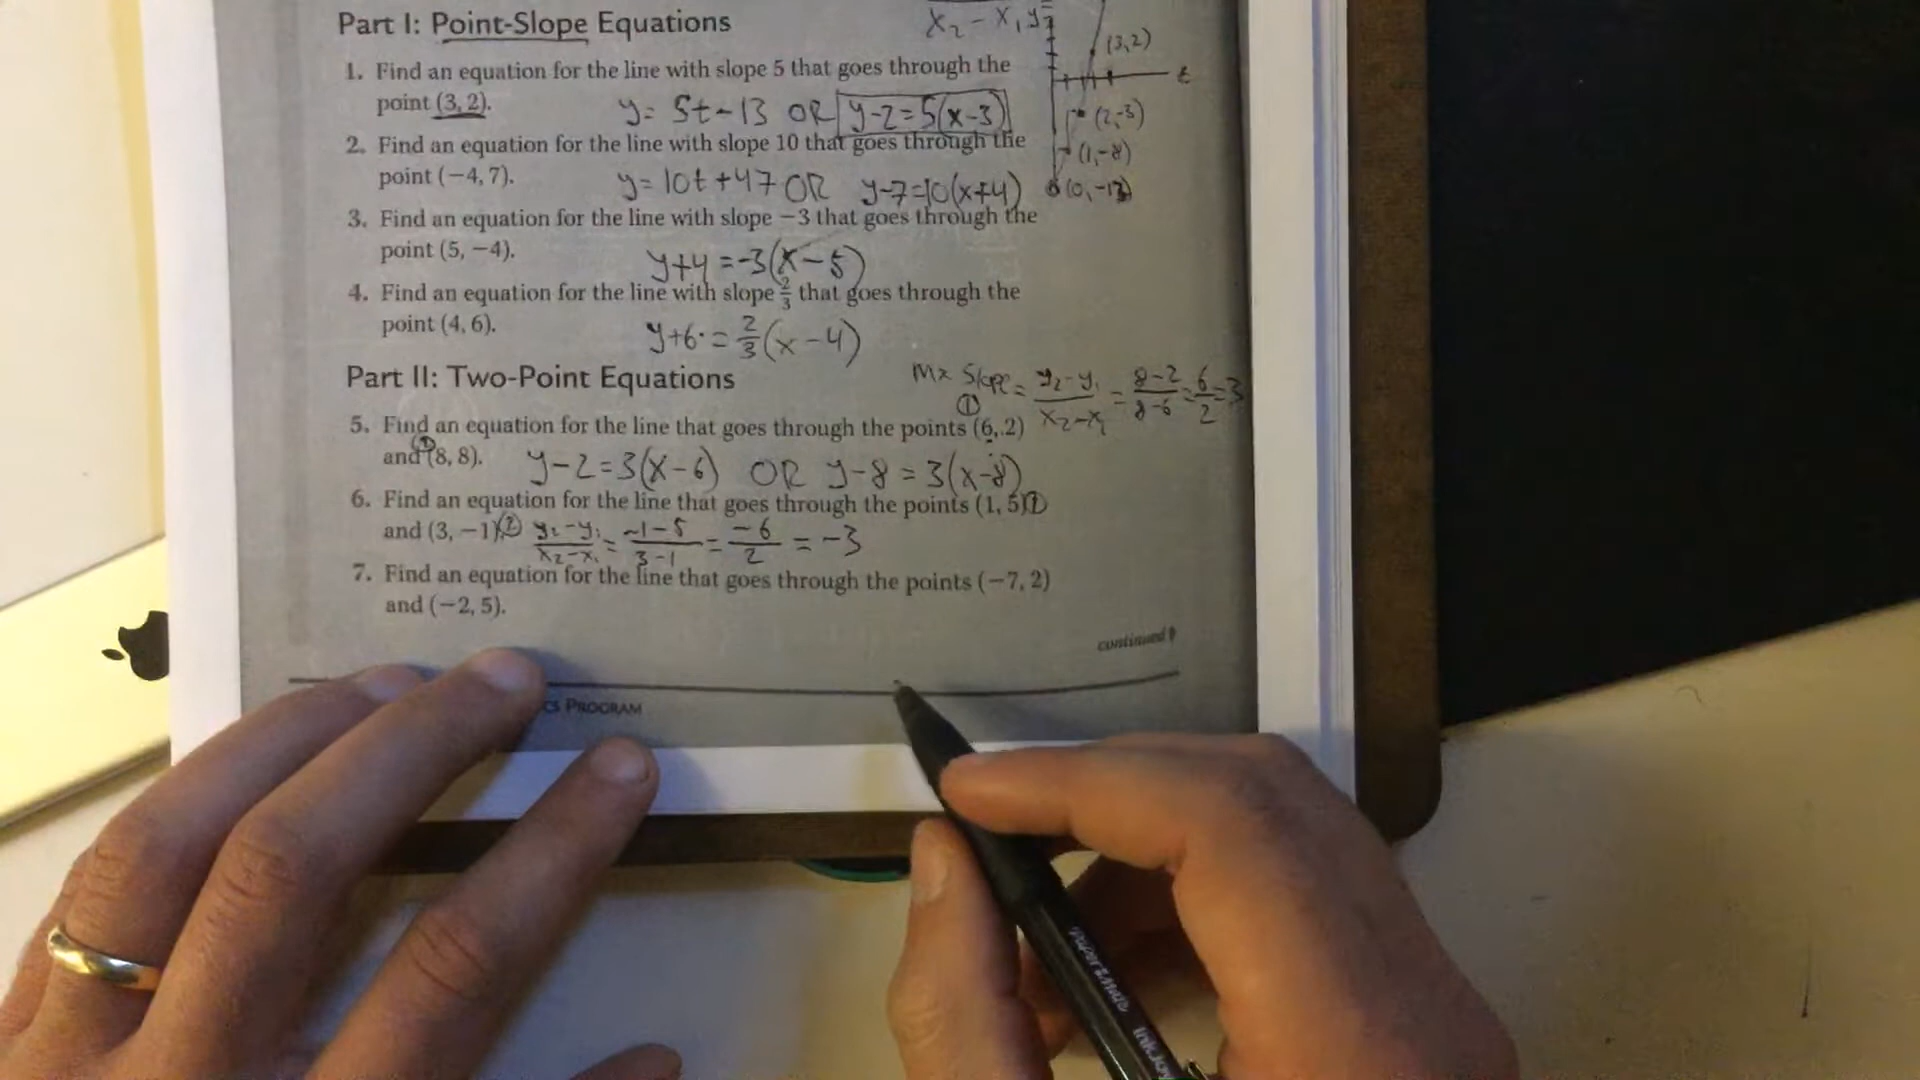 x₂ - x₁ y
Part I: Point-Slope Equations
(3,2)
1. Find an equation for the line with slope 5 that goes through the
t
point (3, 2).
y = 5t - 13 OR y-2=5(x-3)
(2,-3)
2. Find an equation for the line with slope 10 that goes through the
(1,-8)
point (−4, 7).
y= 10t +47 OR y-7=10(x+4)
(0,-13)
3. Find an equation for the line with slope −3 that goes through the
point (5, −4).
y+4 =-3(x-5)
4. Find an equation for the line with slope 2/3 that goes through the
point (4, 6).
y+6 = 2/3 (x-4)
Part II: Two-Point Equations
Slope = y₂-y₁ / x₂-x₁ = 8-2 / 8-6 = 6/2 = 3
①
5. Find an equation for the line that goes through the points (6, 2)
and (8, 8).
y-2=3(x-6) OR y-8 = 3(x-8)
6. Find an equation for the line that goes through the points (1, 5) ①
and (3, −1) ② y₂-y₁ / x₂-x₁ = -1-5 / 3-1 = -6 / 2 = -3
7. Find an equation for the line that goes through the points (−7, 2)
and (−2, 5).
continued
CS PROGRAM
PAPER MATE InkJoy